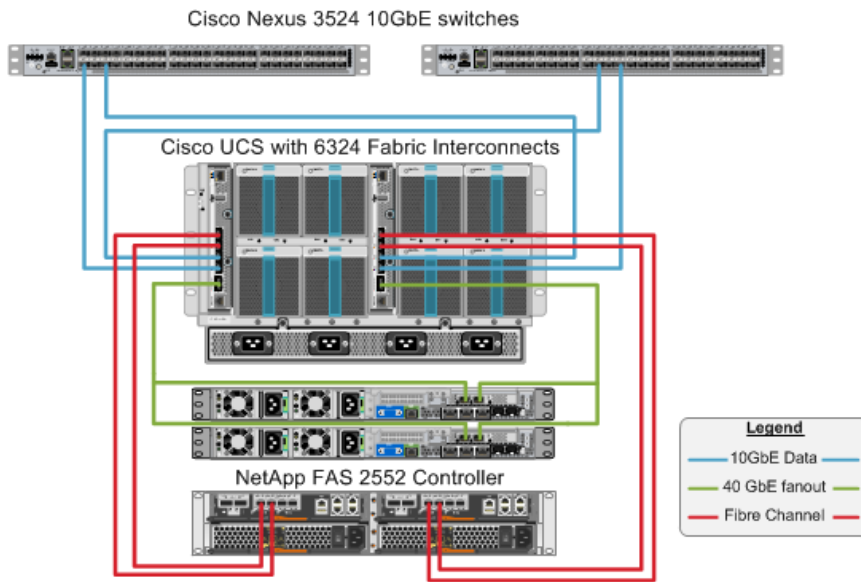 Cisco Nexus 3524 10GbE switches
Cisco UCS with 6324 Fabric Interconnects
NetApp FAS 2552 Controller
Legend
10GbE Data
40 GbE fanout
Fibre Channel